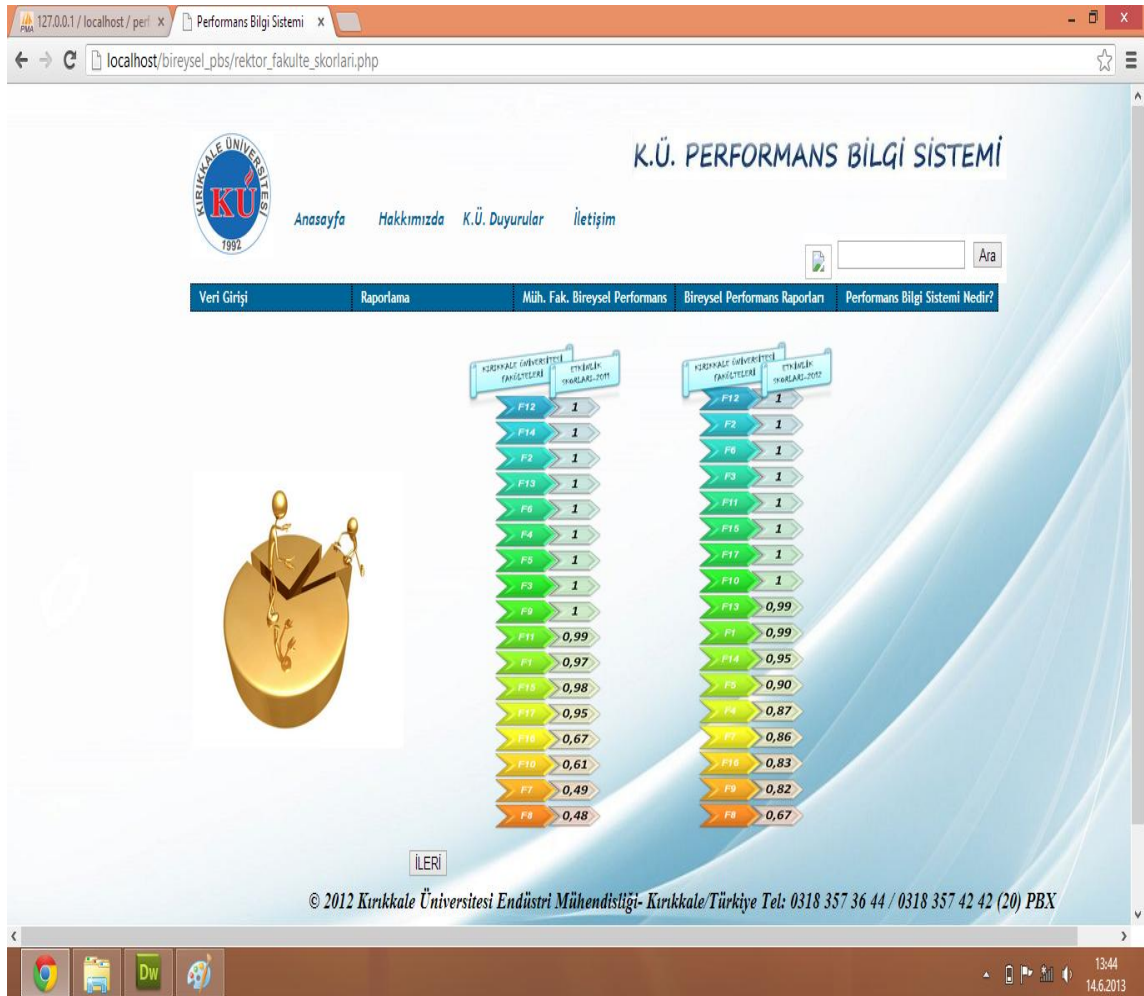 127.0.0.1 / localhost / perf
Performans Bilgi Sistemi
localhost/bireysel_pbs/rektor_fakulte_skorlari.php
KIRIKKALE ÜNİVERSİTESİ
KÜ
1992
K.Ü. PERFORMANS BİLGİ SİSTEMİ
Anasayfa Hakkımızda K.Ü. Duyurular İletişim
Ara
Veri Girişi Raporlama Müh. Fak. Bireysel Performans Bireysel Performans Raporları Performans Bilgi Sistemi Nedir?
KIRIKKALE ÜNİVERSİTESİ FAKÜLTELERİ
ETKİNLİK SKORLARI-2011
F12 1
F14 1
F2 1
F13 1
F6 1
F4 1
F5 1
F3 1
F9 1
F11 0,99
F1 0,97
F15 0,98
F17 0,95
F16 0,67
F10 0,61
F7 0,49
F8 0,48
KIRIKKALE ÜNİVERSİTESİ FAKÜLTELERİ
ETKİNLİK SKORLARI-2012
F12 1
F2 1
F6 1
F3 1
F11 1
F15 1
F17 1
F10 1
F13 0,99
F1 0,99
F14 0,95
F5 0,90
F4 0,87
F7 0,86
F16 0,83
F9 0,82
F8 0,67
İLERİ
© 2012 Kırıkkale Üniversitesi Endüstri Mühendisliği- Kırıkkale/Türkiye Tel: 0318 357 36 44 / 0318 357 42 42 (20) PBX
Dw
13:44
14.6.2013